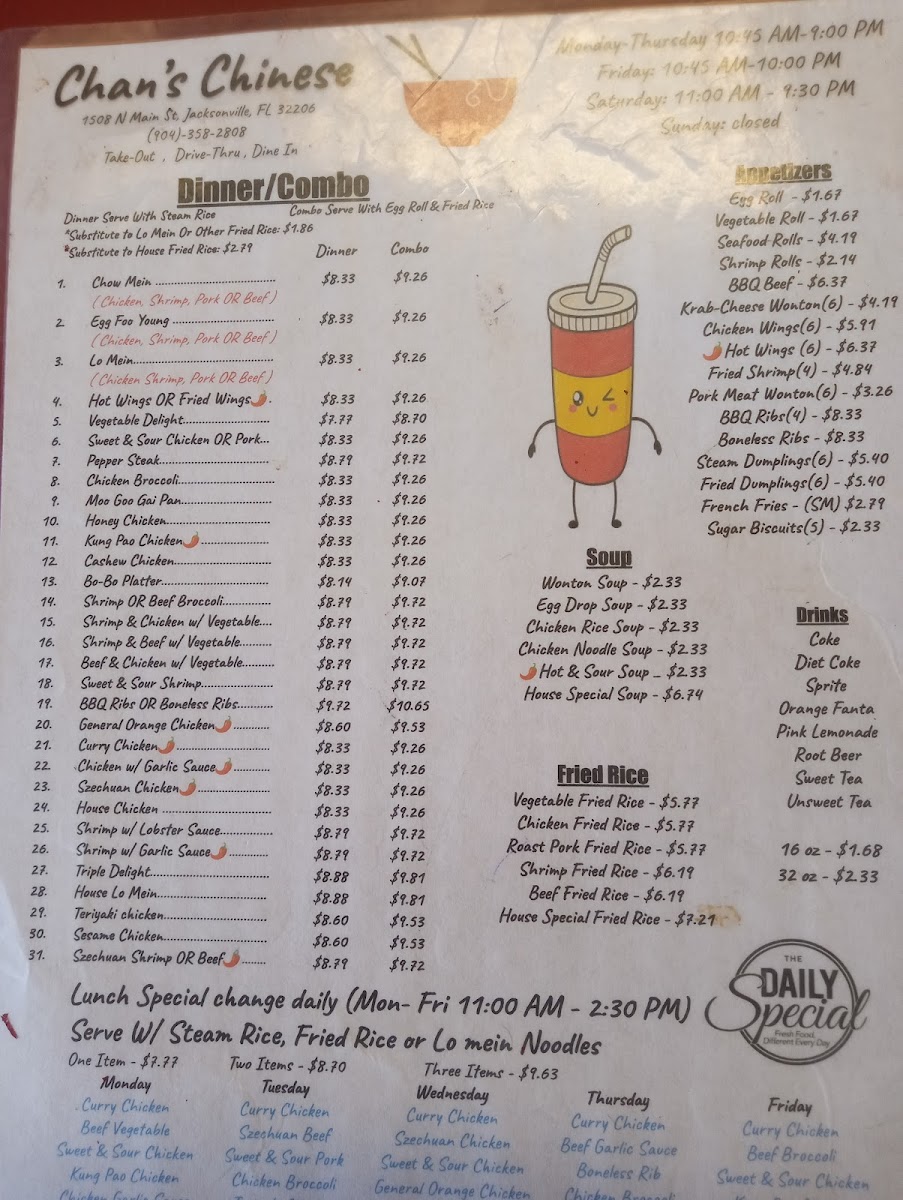 Chan's Chinese
1508 N Main St, Jacksonville, FL 32206
(904)-358-2808
Take-Out , Drive-Thru, Dine In
Monday-Thursday 10:45 AM-9:00 PM
Friday: 10:45 AM-10:00 PM
Saturday: 11:00 AM - 9:30 PM
Sunday: closed
Dinner/Combo
Dinner Serve With Steam Rice
Combo Serve With Egg Roll & Fried Rice
*Substitute to Lo Mein Or Other Fried Rice: $1.86
*Substitute to House Fried Rice: $2.79
Dinner Combo
1. Chow Mein ................ $8.33 $9.26
(Chicken, Shrimp, Pork OR Beef)
2. Egg Foo Young ................ $8.33 $9.26
(Chicken, Shrimp, Pork OR Beef)
3. Lo Mein................ $8.33 $9.26
(Chicken Shrimp, Pork OR Beef)
4. Hot Wings OR Fried Wings🌶. $8.33 $9.26
5. Vegetable Delight................ $7.77 $8.70
6. Sweet & Sour Chicken OR Pork... $8.33 $9.26
7. Pepper Steak................ $8.79 $9.72
8. Chicken Broccoli................ $8.33 $9.26
9. Moo Goo Gai Pan................ $8.33 $9.26
10. Honey Chicken................ $8.33 $9.26
11. Kung Pao Chicken🌶................ $8.33 $9.26
12. Cashew Chicken................ $8.33 $9.26
13. Bo-Bo Platter................ $8.14 $9.07
14. Shrimp OR Beef Broccoli............. $8.79 $9.72
15. Shrimp & Chicken w/ Vegetable.... $8.79 $9.72
16. Shrimp & Beef w/ Vegetable......... $8.79 $9.72
17. Beef & Chicken w/ Vegetable......... $8.79 $9.72
18. Sweet & Sour Shrimp................ $8.79 $9.72
19. BBQ Ribs OR Boneless Ribs.......... $9.72 $10.65
20. General Orange Chicken🌶.......... $8.60 $9.53
21. Curry Chicken🌶................ $8.33 $9.26
22. Chicken w/ Garlic Sauce🌶.......... $8.33 $9.26
23. Szechuan Chicken🌶................ $8.33 $9.26
24. House Chicken ................ $8.33 $9.26
25. Shrimp w/ Lobster Sauce............. $8.79 $9.72
26. Shrimp w/ Garlic Sauce🌶.......... $8.79 $9.72
27. Triple Delight................ $8.88 $9.81
28. House Lo Mein................ $8.88 $9.81
29. Teriyaki chicken................ $8.60 $9.53
30. Sesame Chicken................ $8.60 $9.53
31. Szechuan Shrimp OR Beef🌶........ $8.79 $9.72
Appetizers
Egg Roll - $1.67
Vegetable Roll - $1.67
Seafood Rolls - $4.19
Shrimp Rolls - $2.14
BBQ Beef - $6.37
Krab-Cheese Wonton(6) - $4.19
Chicken Wings(6) - $5.91
🌶Hot Wings (6) - $6.37
Fried Shrimp(4) - $4.84
Pork Meat Wonton(6) - $3.26
BBQ Ribs(4) - $8.33
Boneless Ribs - $8.33
Steam Dumplings(6) - $5.40
Fried Dumplings(6) - $5.40
French Fries - (SM) $2.79
Sugar Biscuits(5) - $2.33
Soup
Wonton Soup - $2.33
Egg Drop Soup - $2.33
Chicken Rice Soup - $2.33
Chicken Noodle Soup - $2.33
🌶Hot & Sour Soup _ $2.33
House Special Soup - $6.74
Drinks
Coke
Diet Coke
Sprite
Orange Fanta
Pink Lemonade
Root Beer
Sweet Tea
Unsweet Tea
16 oz - $1.68
32 oz - $2.33
Fried Rice
Vegetable Fried Rice - $5.77
Chicken Fried Rice - $5.77
Roast Pork Fried Rice - $5.77
Shrimp Fried Rice - $6.19
Beef Fried Rice - $6.19
House Special Fried Rice - $7.21
Lunch Special change daily (Mon- Fri 11:00 AM - 2:30 PM)
Serve W/ Steam Rice, Fried Rice or Lo mein Noodles
THE
DAILY
Special
Fresh Food,
Different Every Day
One Item - $7.77 Two Items - $8.70 Three Items - $9.63
Monday
Curry Chicken
Beef Vegetable
Sweet & Sour Chicken
Kung Pao Chicken
Tuesday
Curry Chicken
Szechuan Beef
Sweet & Sour Pork
Chicken Broccoli
Wednesday
Curry Chicken
Szechuan Chicken
Sweet & Sour Chicken
General Orange Chicken
Thursday
Curry Chicken
Beef Garlic Sauce
Boneless Rib
Chicken Broccoli
Friday
Curry Chicken
Beef Broccoli
Sweet & Sour Chicken